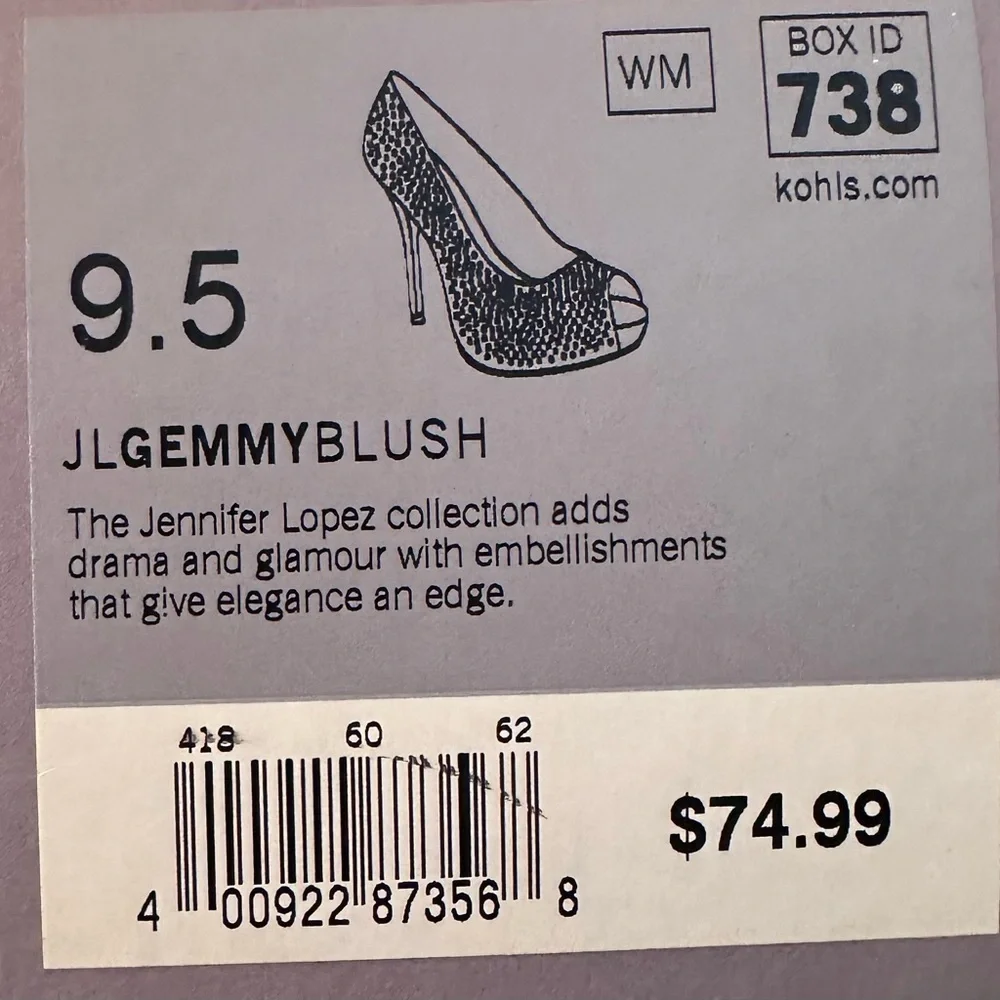 WM
BOX ID
738
kohls.com
9.5
JLGEMMYBLUSH
The Jennifer Lopez collection adds
drama and glamour with embellishments
that give elegance an edge.
418 60 62
4 00922 87356 8
$74.99